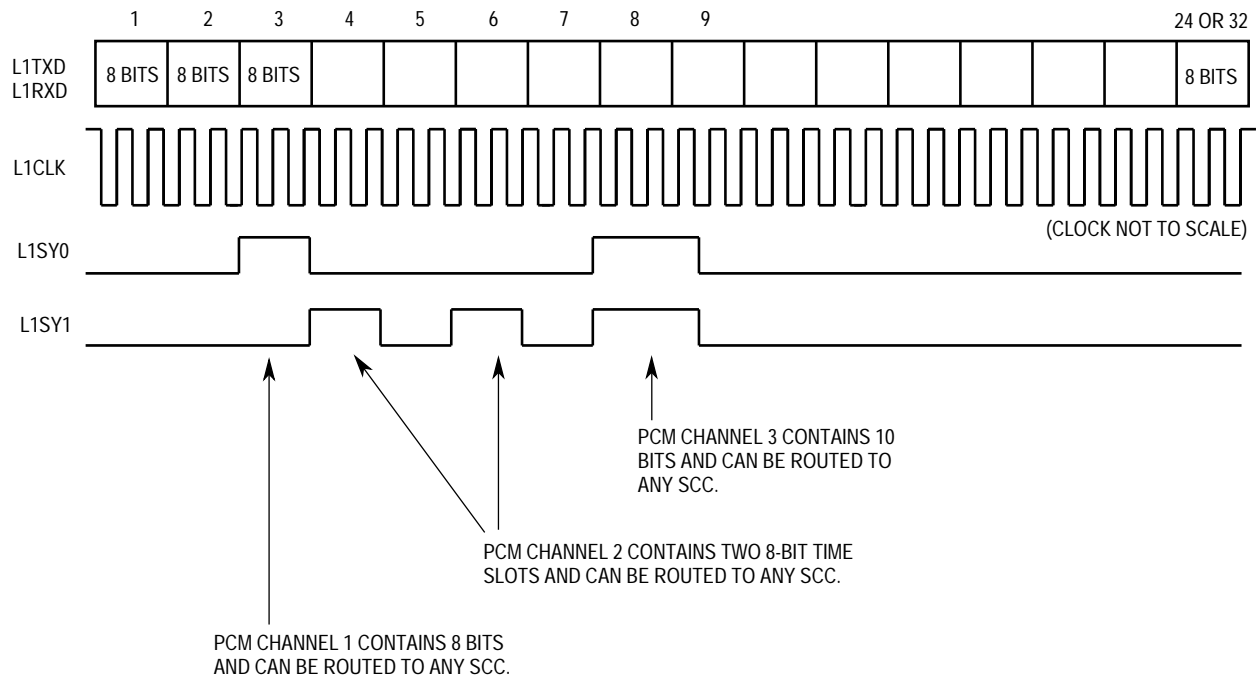 1 2 3 4 5 6 7 8 9 24 OR 32
L1TXD
L1RXD
8 BITS 8 BITS 8 BITS 8 BITS
L1CLK
(CLOCK NOT TO SCALE)
L1SY0
L1SY1
PCM CHANNEL 3 CONTAINS 10
BITS AND CAN BE ROUTED TO
ANY SCC.
PCM CHANNEL 2 CONTAINS TWO 8-BIT TIME
SLOTS AND CAN BE ROUTED TO ANY SCC.
PCM CHANNEL 1 CONTAINS 8 BITS
AND CAN BE ROUTED TO ANY SCC.